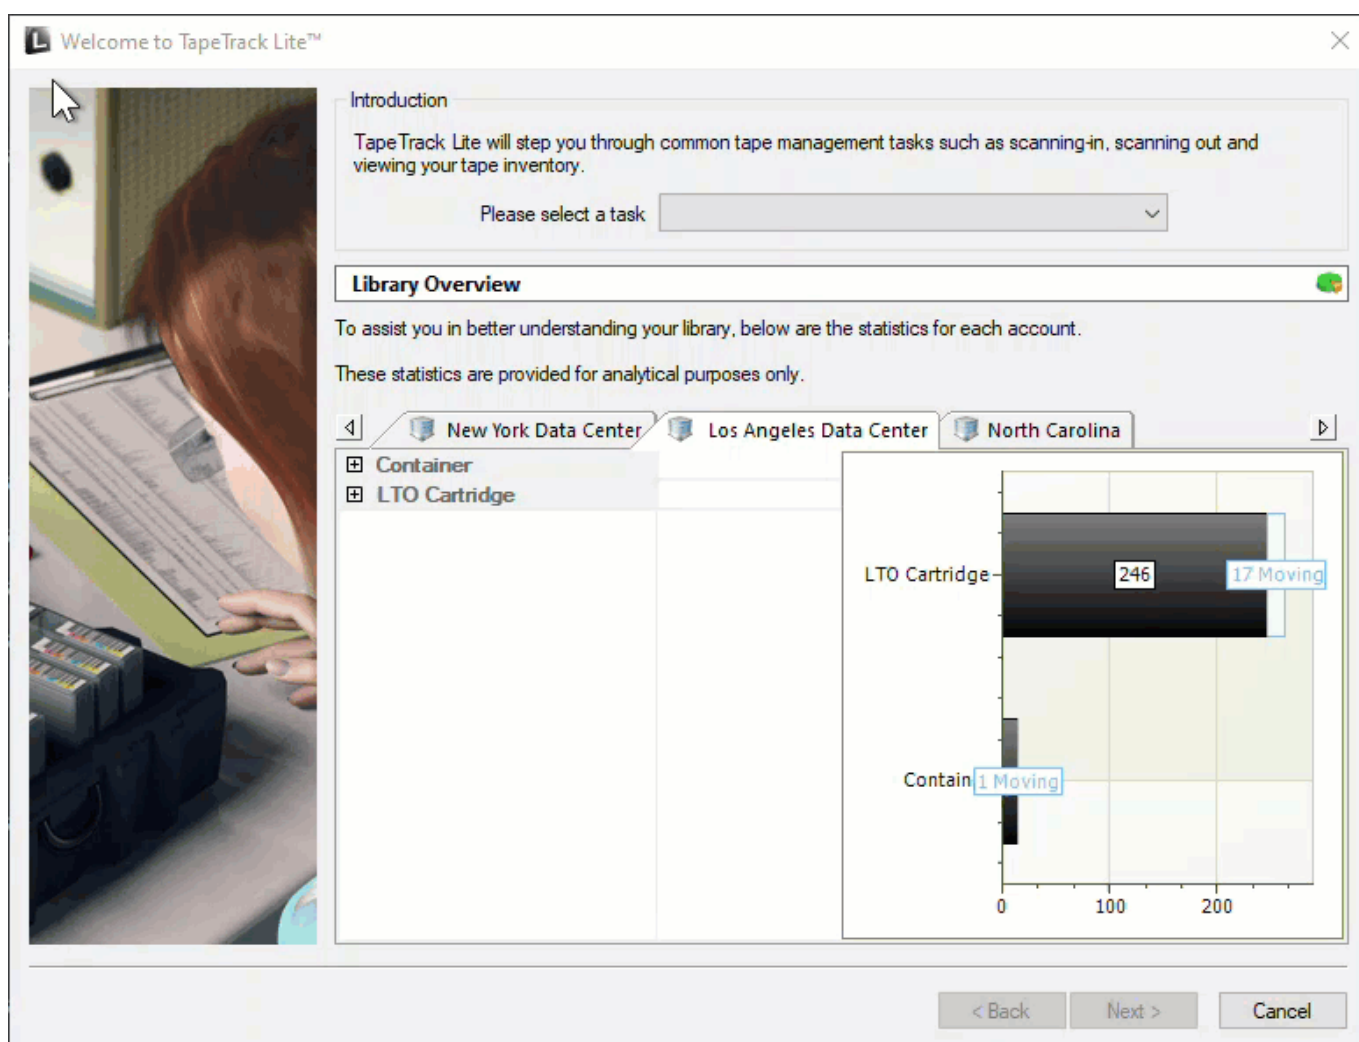 Welcome to TapeTrack Lite™
Introduction
TapeTrack Lite will step you through common tape management tasks such as scanning-in, scanning out and
viewing your tape inventory.
Please select a task
Library Overview
To assist you in better understanding your library, below are the statistics for each account.
These statistics are provided for analytical purposes only.
New York Data Center
Los Angeles Data Center
North Carolina
Container
LTO Cartridge
LTO Cartridge
246
17 Moving
Contain
1 Moving
0 100 200
< Back
Next >
Cancel